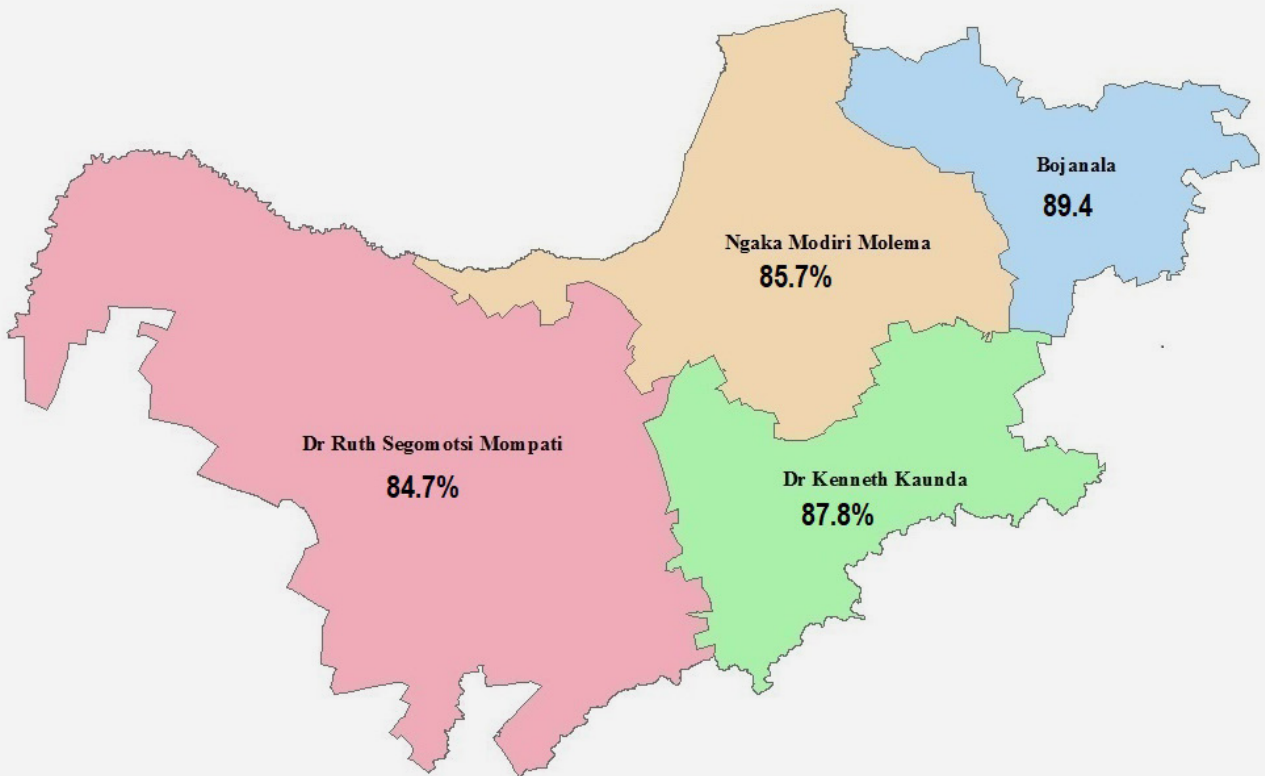 Bojanala
89.4
Ngaka Modiri Molema
85.7%
Dr Ruth Segomotsi Mompati
84.7%
Dr Kenneth Kaunda
87.8%